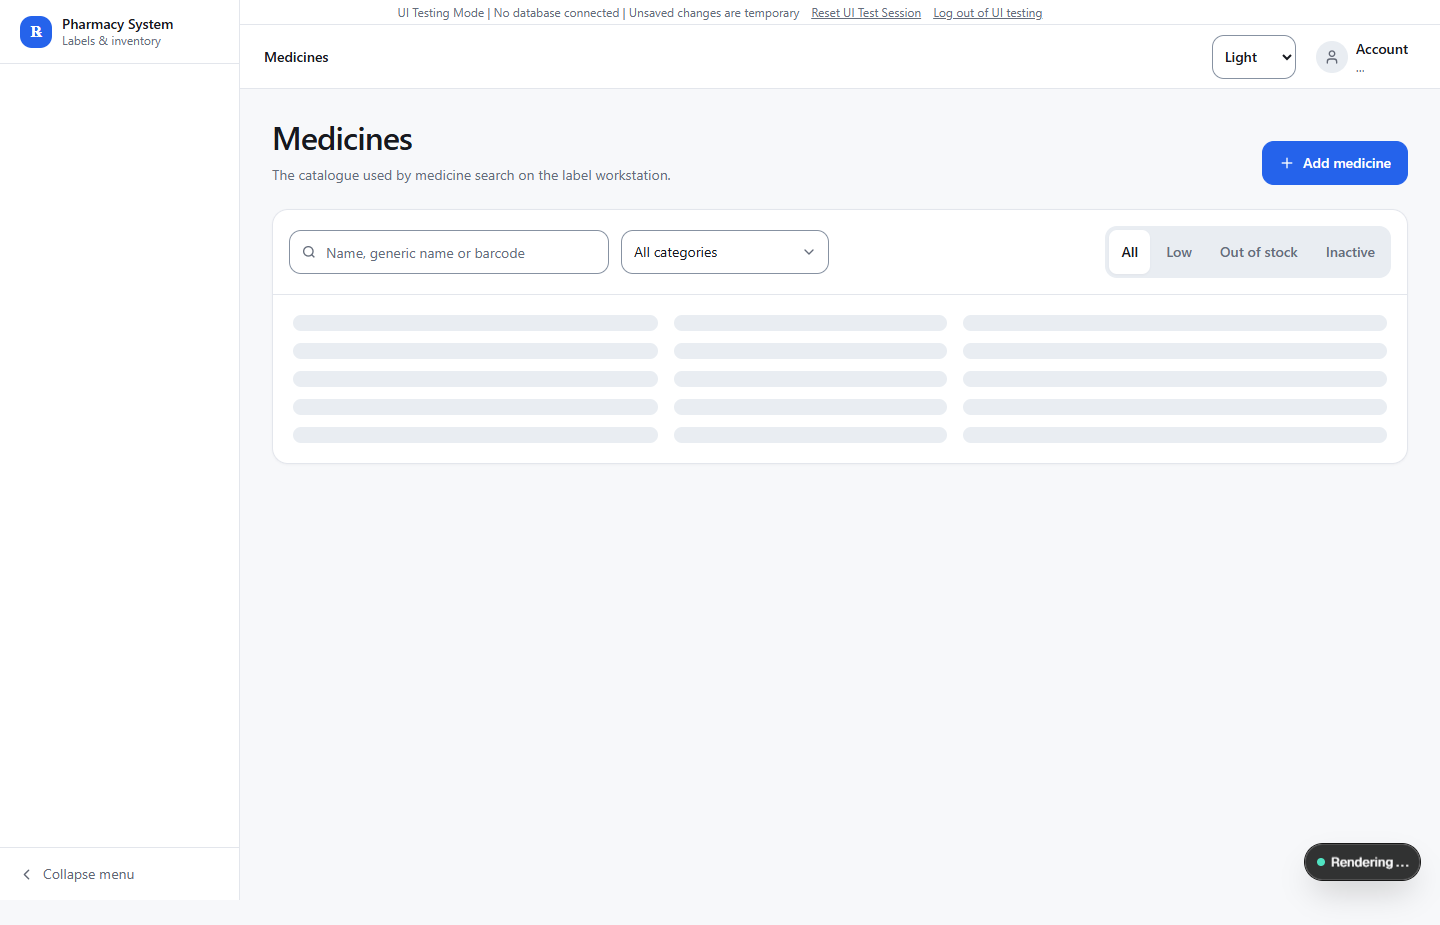 Pharmacy System
Labels & inventory
UI Testing Mode | No database connected | Unsaved changes are temporary Reset UI Test Session Log out of UI testing
Medicines
Light
Account
...
Medicines
The catalogue used by medicine search on the label workstation.
Add medicine
Name, generic name or barcode
All categories
All Low Out of stock Inactive
Rendering ...
Collapse menu